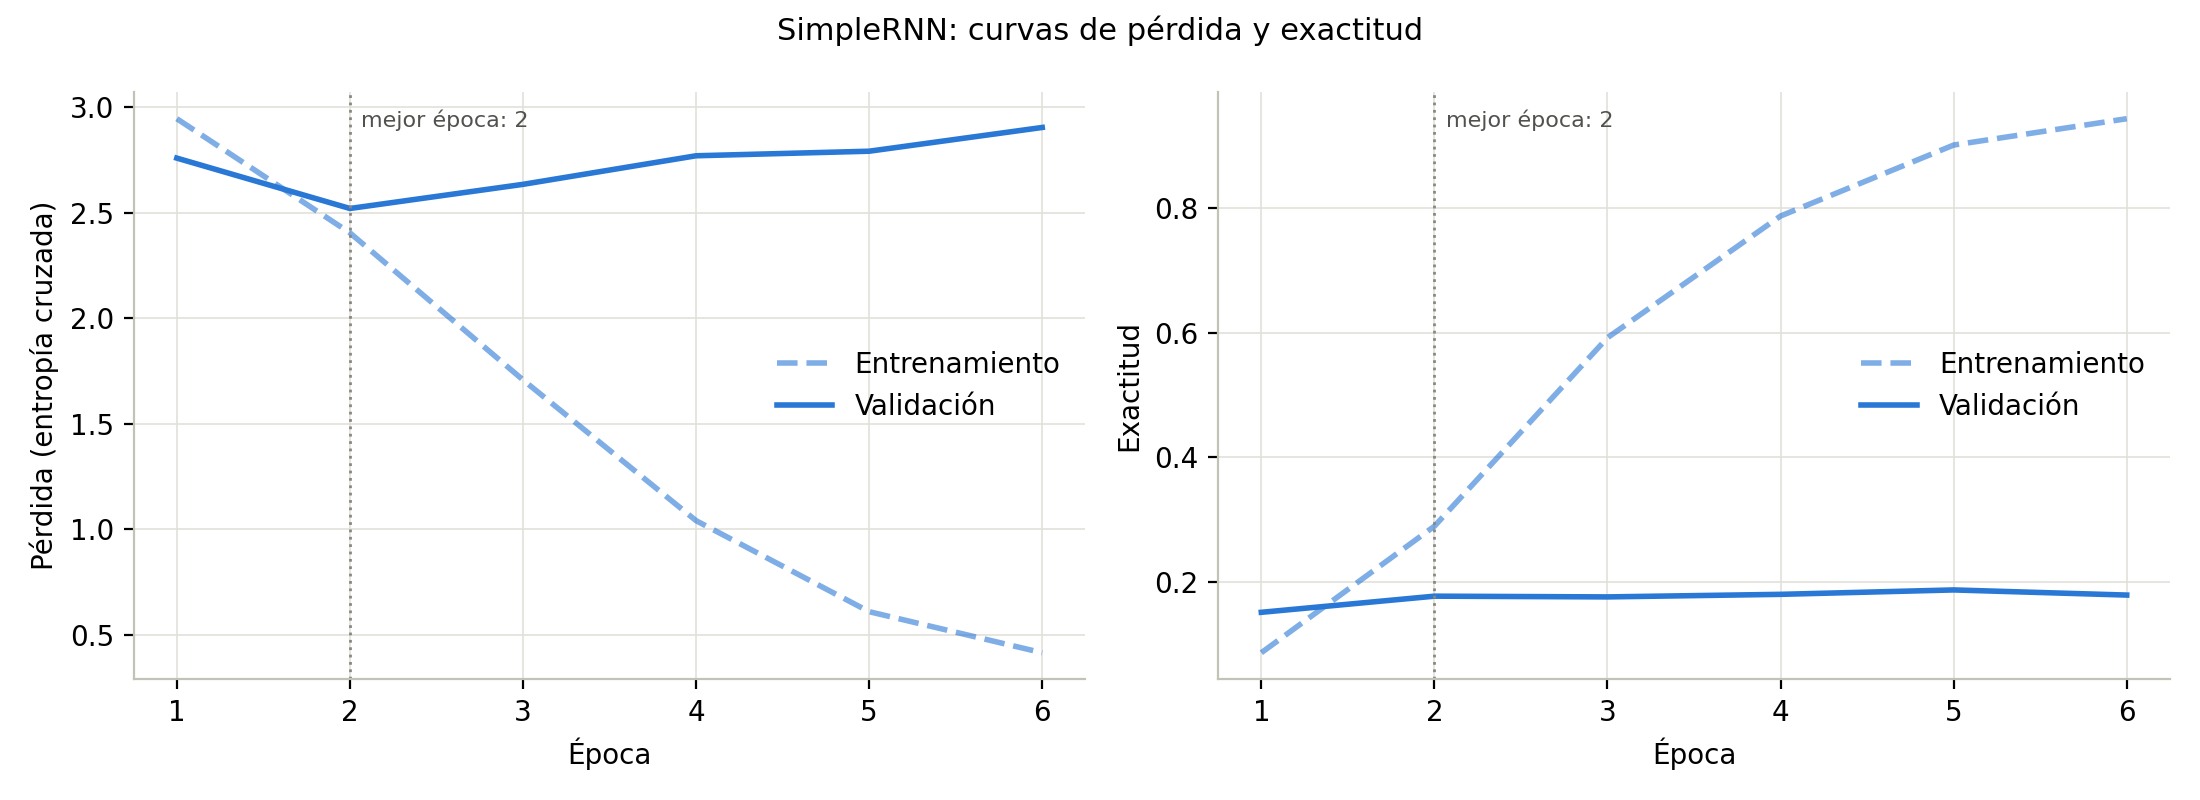 SimpleRNN: curvas de pérdida y exactitud
Pérdida (entropía cruzada)
3.0
2.5
2.0
1.5
1.0
0.5
mejor época: 2
Entrenamiento
Validación
1 2 3 4 5 6
Época
Exactitud
0.8
0.6
0.4
0.2
mejor época: 2
Entrenamiento
Validación
1 2 3 4 5 6
Época